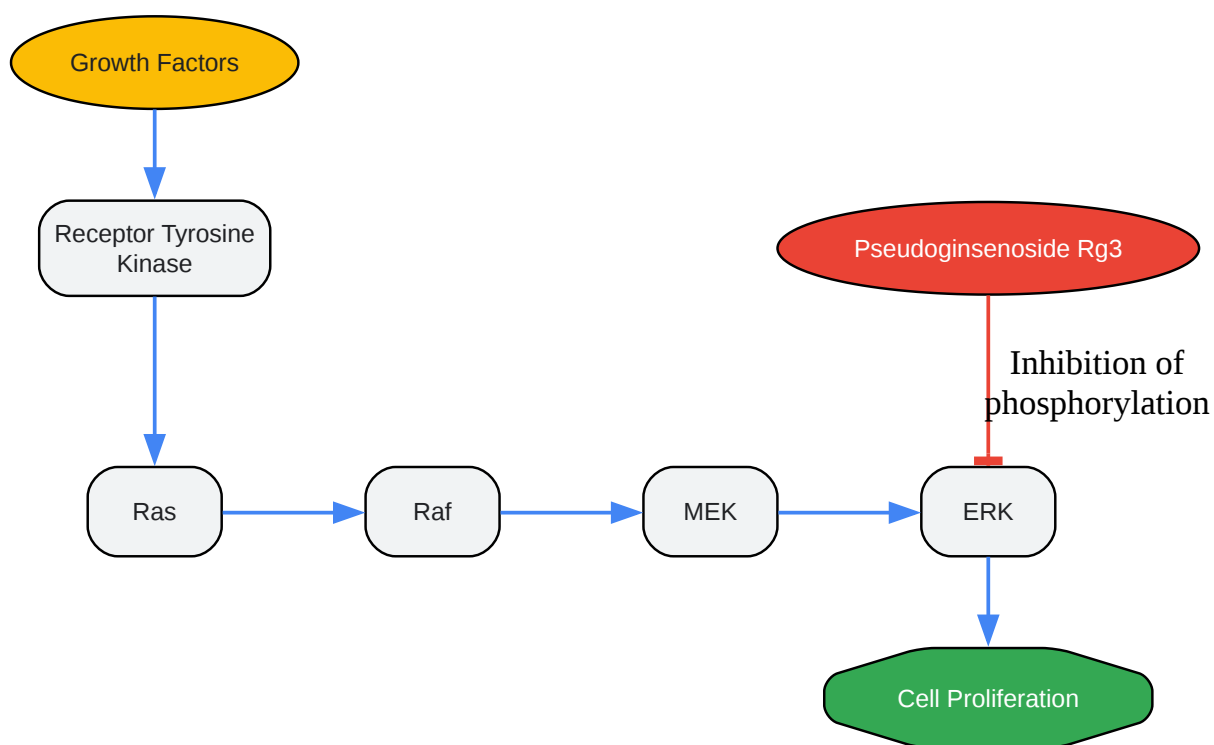 Growth Factors
Receptor Tyrosine
Kinase
Pseudoginsenoside Rg3
Inhibition of
phosphorylation
Ras
Raf
MEK
ERK
Cell Proliferation